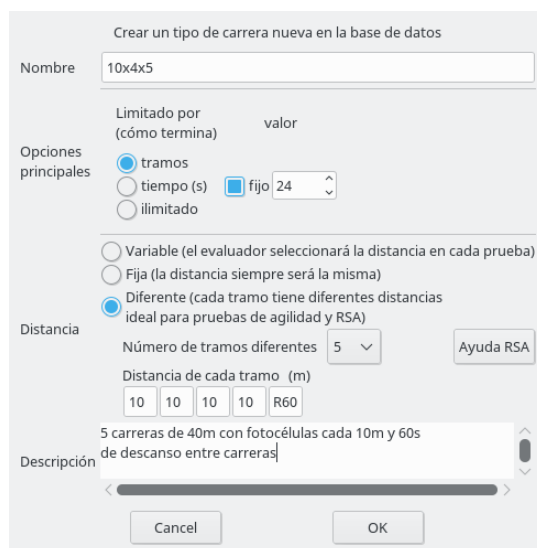 Crear un tipo de carrera nueva en la base de datos
Nombre
10x4x5
Opciones
principales
Limitado por
(cómo termina)
valor
tramos
tiempo (s)
fijo
24
ilimitado
Distancia
Variable (el evaluador seleccionará la distancia en cada prueba)
Fija (la distancia siempre será la misma)
Diferente (cada tramo tiene diferentes distancias
ideal para pruebas de agilidad y RSA)
Número de tramos diferentes
5
Ayuda RSA
Distancia de cada tramo (m)
10 10 10 10 R60
Descripción
5 carreras de 40m con fotocélulas cada 10m y 60s
de descanso entre carreras
Cancel
OK